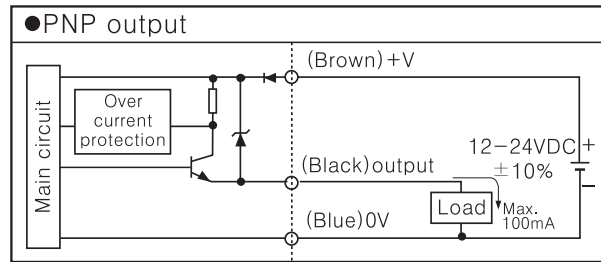 ●PNP output
(Brown)+V
Over
current
protection
Main circuit
12-24VDC
±10%
+
−
(Black)output
Load
Max.
100mA
(Blue)0V